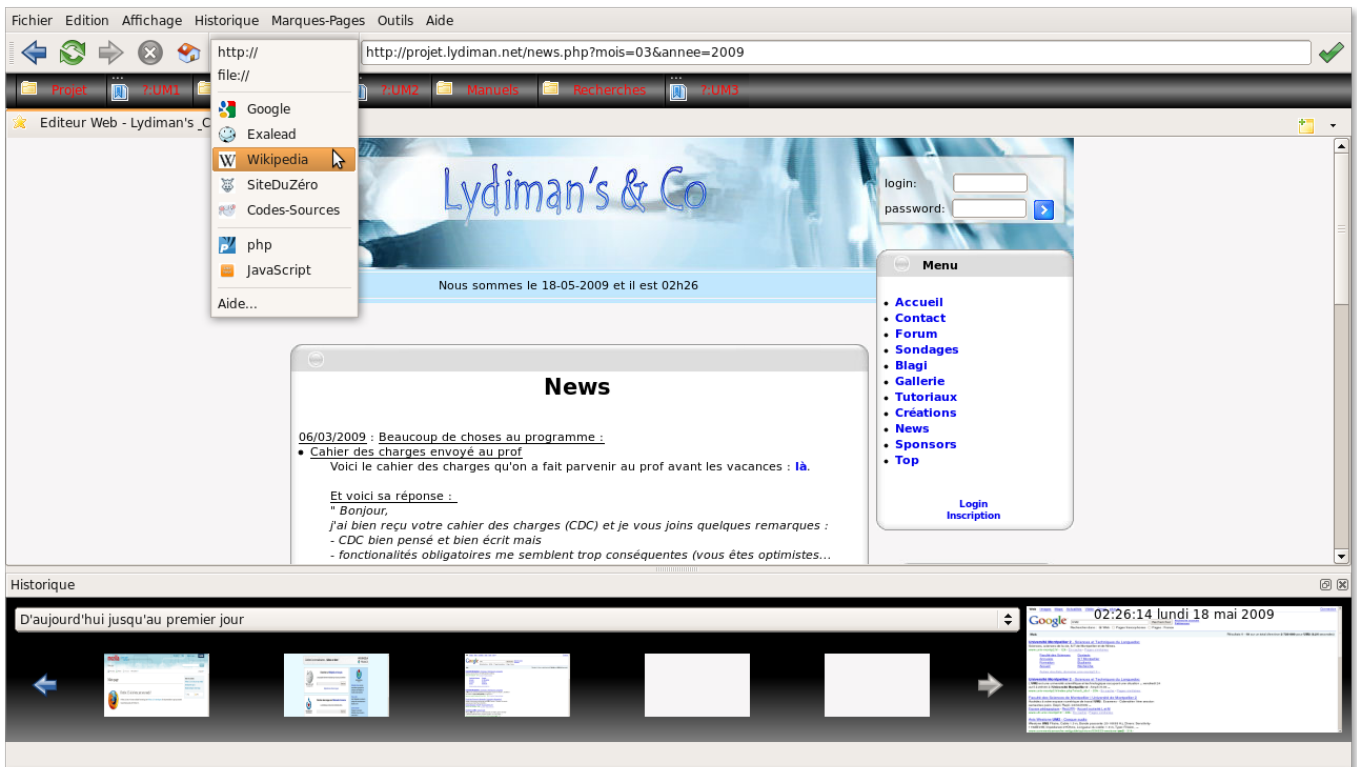 Fichier Edition Affichage Historique Marques-Pages Outils Aide
http://projet.lydiman.net/news.php?mois=03&annee=2009
http://
file://
Google
Exalead
Wikipedia
SiteDuZéro
Codes-Sources
php
JavaScript
Aide...
Projet ?:UM1 ?:UM2 Manuels Recherches ?:UM3
Editeur Web - Lydiman's _C
Lydiman's & Co
login:
password:
Nous sommes le 18-05-2009 et il est 02h26
Menu
Accueil
Contact
Forum
Sondages
Blagi
Gallerie
Tutoriaux
Créations
News
Sponsors
Top
Login
Inscription
News
06/03/2009 : Beaucoup de choses au programme :
Cahier des charges envoyé au prof
Voici le cahier des charges qu'on a fait parvenir au prof avant les vacances : là.
Et voici sa réponse :
" Bonjour,
j'ai bien reçu votre cahier des charges (CDC) et je vous joins quelques remarques :
- CDC bien pensé et bien écrit mais
- fonctionalités obligatoires me semblent trop conséquentes (vous êtes optimistes...
Historique
D'aujourd'hui jusqu'au premier jour
02:26:14 lundi 18 mai 2009
Google